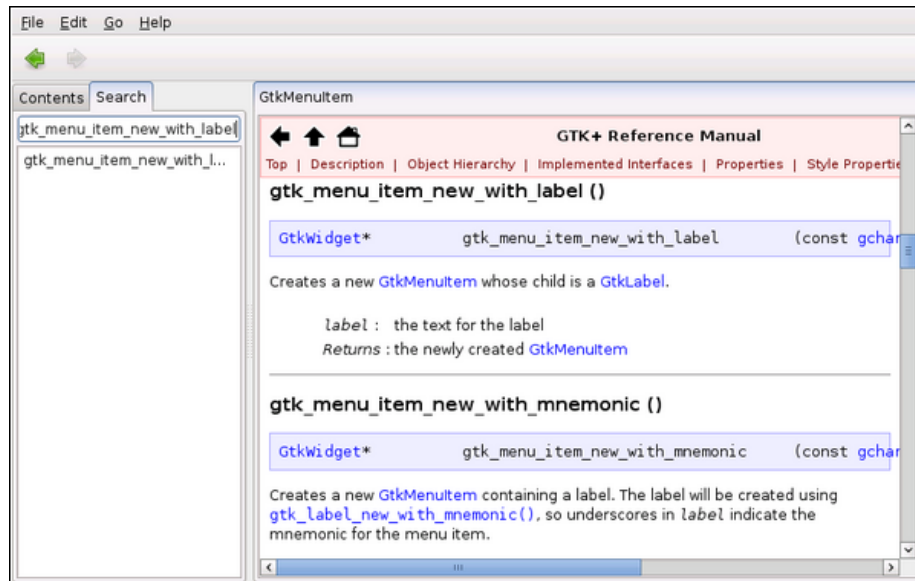 File Edit Go Help
Contents Search
gtk_menu_item_new_with_label
gtk_menu_item_new_with_l...
GtkMenuItem
GTK+ Reference Manual
Top | Description | Object Hierarchy | Implemented Interfaces | Properties | Style Propertie
gtk_menu_item_new_with_label ()
GtkWidget* gtk_menu_item_new_with_label (const gchar
Creates a new GtkMenuItem whose child is a GtkLabel.
label : the text for the label
Returns : the newly created GtkMenuItem
gtk_menu_item_new_with_mnemonic ()
GtkWidget* gtk_menu_item_new_with_mnemonic (const gchar
Creates a new GtkMenuItem containing a label. The label will be created using
gtk_label_new_with_mnemonic(), so underscores in label indicate the
mnemonic for the menu item.